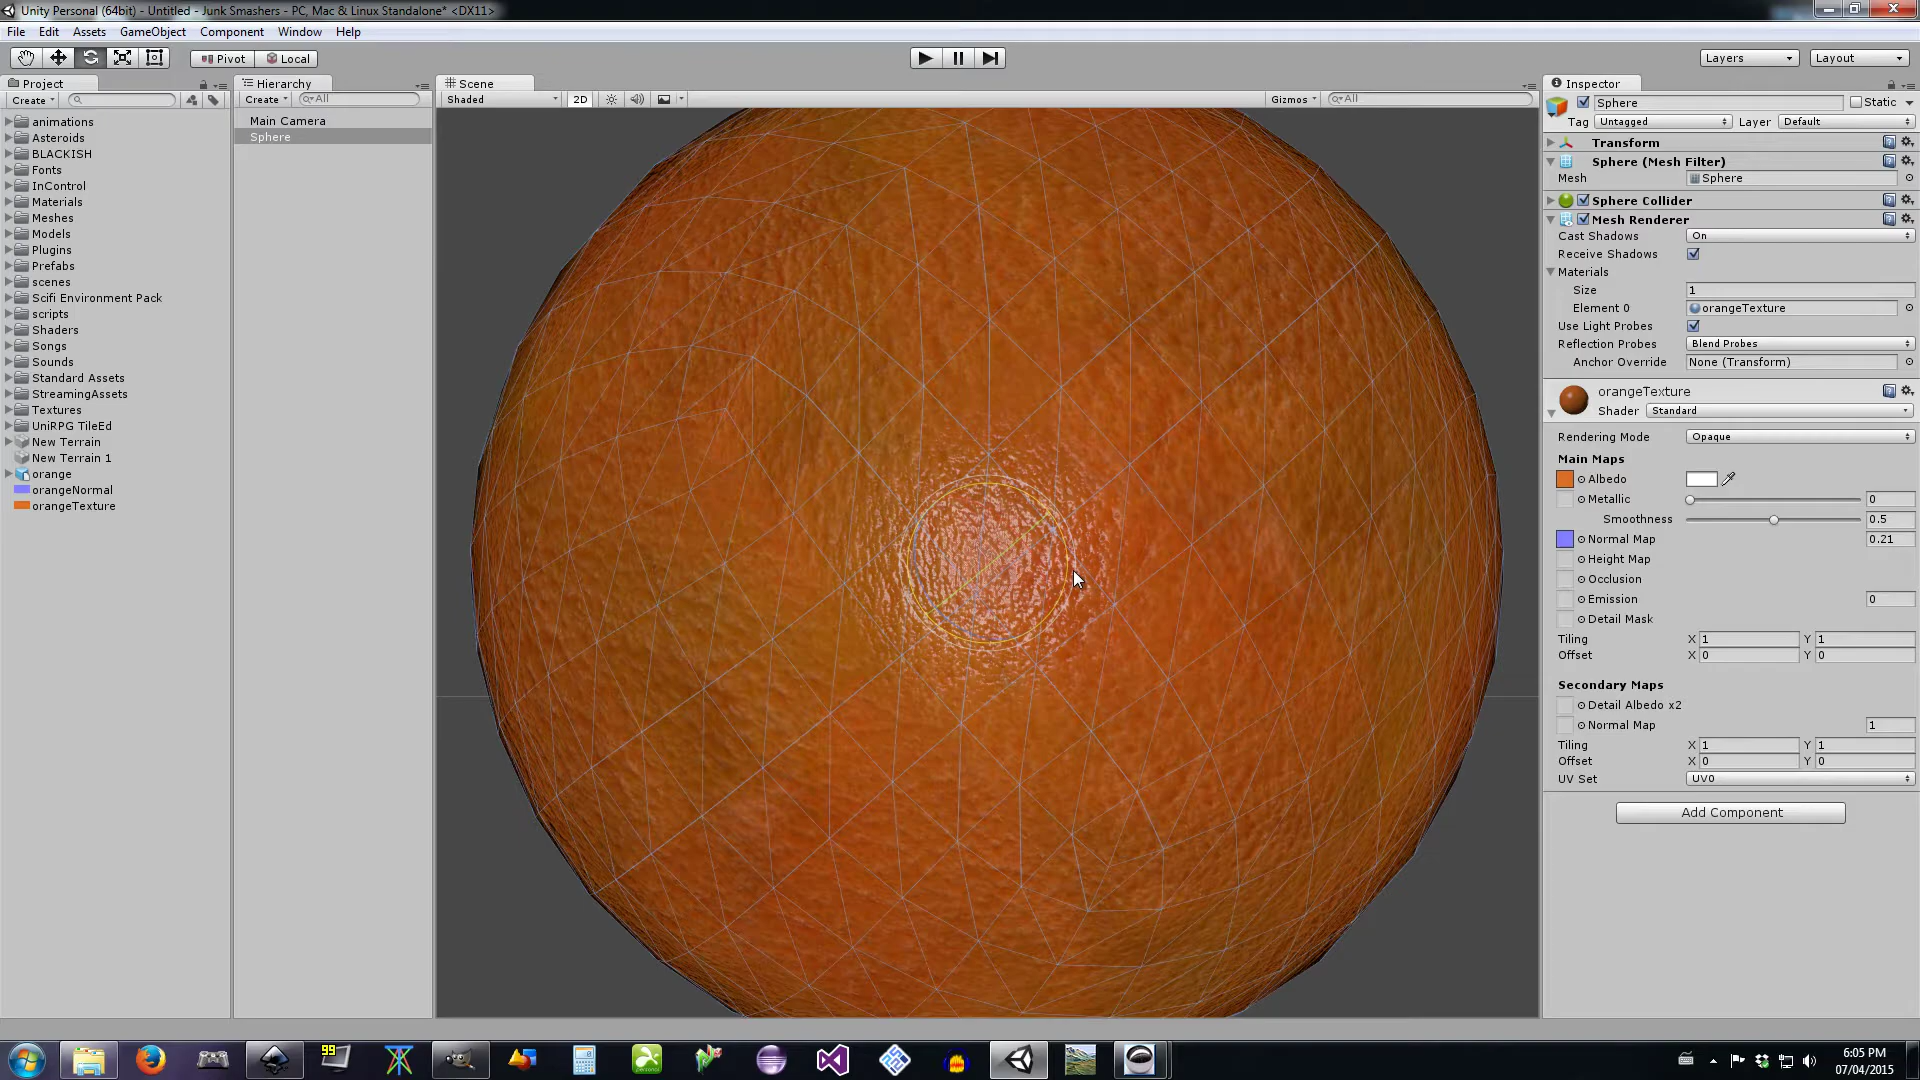 Unity Personal (64bit) - Untitled - Junk Smashers - PC, Mac & Linux Standalone* <DX11>
File Edit Assets GameObject Component Window Help
Pivot Local Layers Layout
Project Hierarchy Scene Inspector
Create Create All Shaded 2D Gizmos All
animations
Asteroids
BLACKISH
Fonts
InControl
Materials
Meshes
Models
Plugins
Prefabs
scenes
Scifi Environment Pack
scripts
Shaders
Songs
Sounds
Standard Assets
StreamingAssets
Textures
UniRPG TileEd
New Terrain
New Terrain 1
orange
orangeNormal
orangeTexture
Main Camera
Sphere
Sphere Static
Tag Untagged Layer Default
Transform
Sphere (Mesh Filter)
Mesh Sphere
Sphere Collider
Mesh Renderer
Cast Shadows On
Receive Shadows
Materials
Size 1
Element 0 orangeTexture
Use Light Probes
Reflection Probes Blend Probes
Anchor Override None (Transform)
orangeTexture
Shader Standard
Rendering Mode Opaque
Main Maps
Albedo
Metallic 0
Smoothness 0.5
Normal Map 0.21
Height Map
Occlusion
Emission 0
Detail Mask
Tiling X 1 Y 1
Offset X 0 Y 0
Secondary Maps
Detail Albedo x2
Normal Map 1
Tiling X 1 Y 1
Offset X 0 Y 0
UV Set UV0
Add Component
99
6:05 PM
07/04/2015